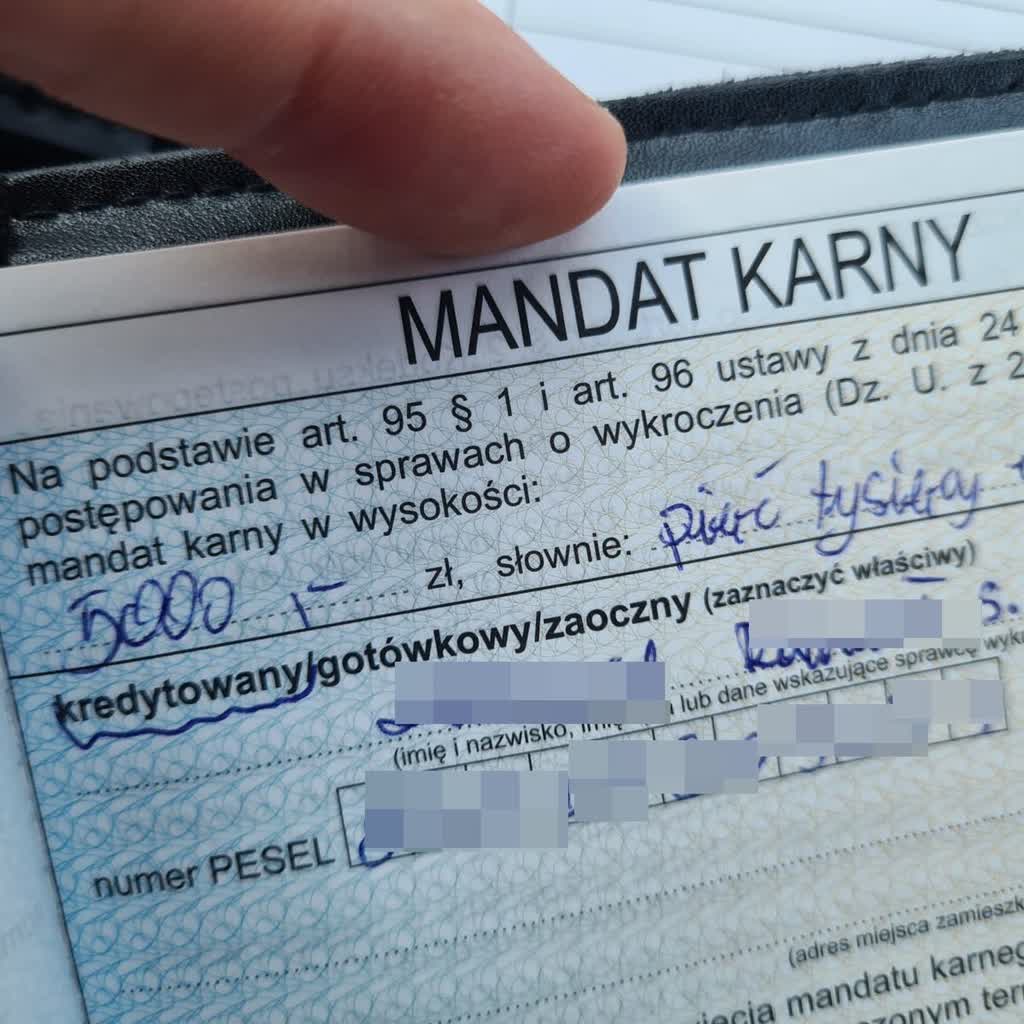 MANDAT KARNY
Na podstawie art. 95 § 1 i art. 96 ustawy z dnia 24
postępowania w sprawach o wykroczenia (Dz. U. z 2
mandat karny w wysokości:
5000,- zł, słownie: pięć tysięcy
kredytowany/gotówkowy/zaoczny (zaznaczyć właściwy)
s.
(imię i nazwisko, lub dane wskazujące sprawcę
numer PESEL
(adres miejsca
mandatu